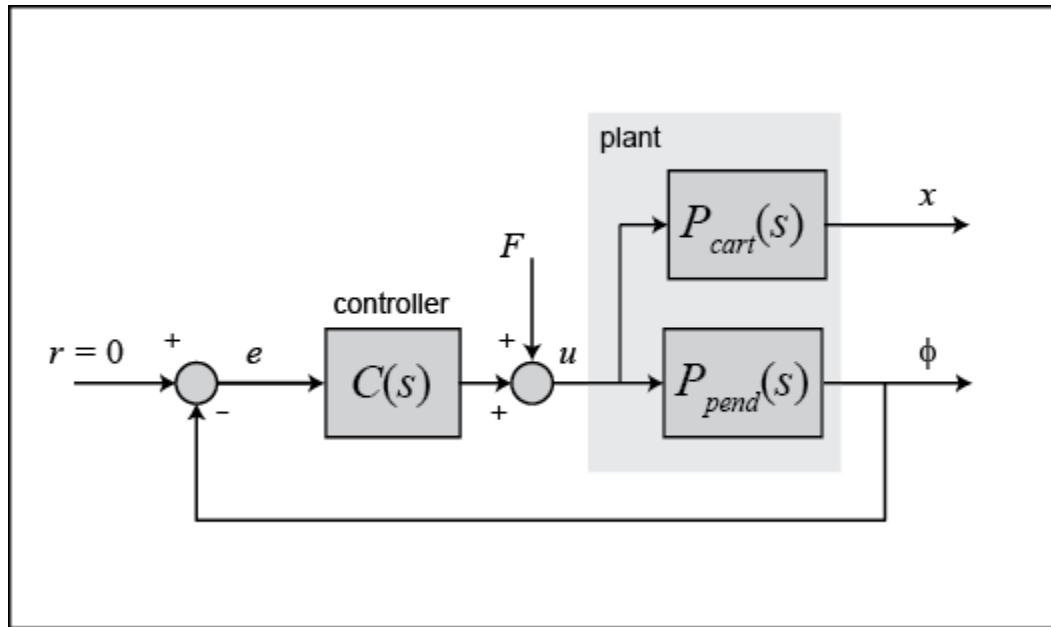 plant
P_cart(s)
x
F
controller
r = 0
+
e
C(s)
+
+
u
P_pend(s)
ϕ
-